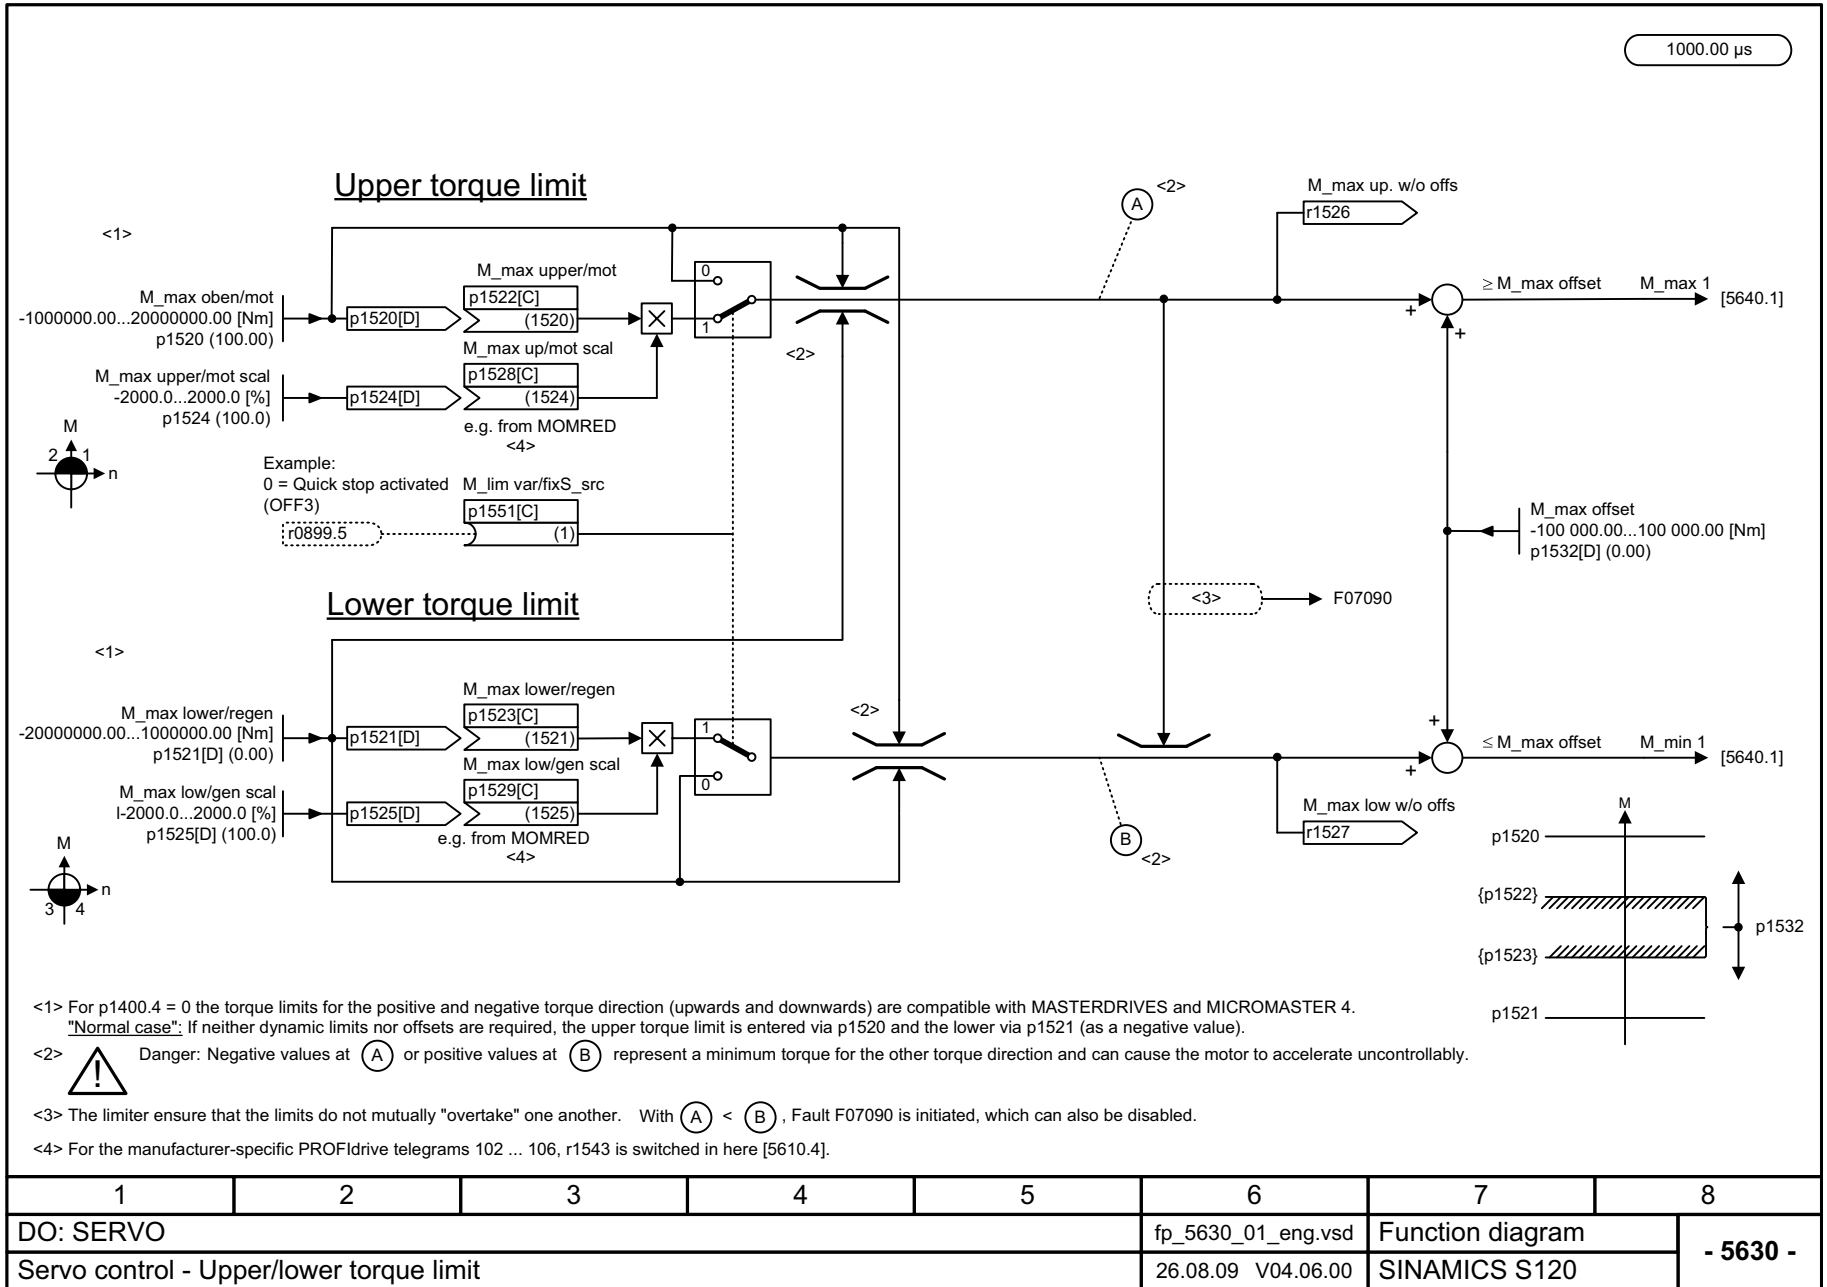 1000.00 µs
Upper torque limit
<1>
M_max oben/mot
-1000000.00...20000000.00 [Nm]
p1520 (100.00)
p1520[D]
M_max upper/mot
p1522[C]
(1520)
M_max upper/mot scal
-2000.0...2000.0 [%]
p1524 (100.0)
p1524[D]
M_max up/mot scal
p1528[C]
(1524)
e.g. from MOMRED
<4>
M
2 1
n
Example:
0 = Quick stop activated
(OFF3)
r0899.5
M_lim var/fixS_src
p1551[C]
(1)
0
1
<2>
A
<2>
M_max up. w/o offs
r1526
+
+
≥ M_max offset
M_max 1
[5640.1]
M_max offset
-100 000.00...100 000.00 [Nm]
p1532[D] (0.00)
<3>
F07090
Lower torque limit
<1>
M_max lower/regen
-20000000.00...1000000.00 [Nm]
p1521[D] (0.00)
p1521[D]
M_max lower/regen
p1523[C]
(1521)
M_max low/gen scal
l-2000.0...2000.0 [%]
p1525[D] (100.0)
p1525[D]
M_max low/gen scal
p1529[C]
(1525)
e.g. from MOMRED
<4>
M
n
3 4
1
0
<2>
B
<2>
M_max low w/o offs
r1527
+
+
≤ M_max offset
M_min 1
[5640.1]
M
p1520
{p1522}
p1532
{p1523}
p1521
<1> For p1400.4 = 0 the torque limits for the positive and negative torque direction (upwards and downwards) are compatible with MASTERDRIVES and MICROMASTER 4.
"Normal case": If neither dynamic limits nor offsets are required, the upper torque limit is entered via p1520 and the lower via p1521 (as a negative value).
<2> ! Danger: Negative values at A or positive values at B represent a minimum torque for the other torque direction and can cause the motor to accelerate uncontrollably.
<3> The limiter ensure that the limits do not mutually "overtake" one another. With A < B , Fault F07090 is initiated, which can also be disabled.
<4> For the manufacturer-specific PROFIdrive telegrams 102 ... 106, r1543 is switched in here [5610.4].
1 2 3 4 5 6 7 8
DO: SERVO
fp_5630_01_eng.vsd
Function diagram
- 5630 -
Servo control - Upper/lower torque limit
26.08.09 V04.06.00
SINAMICS S120